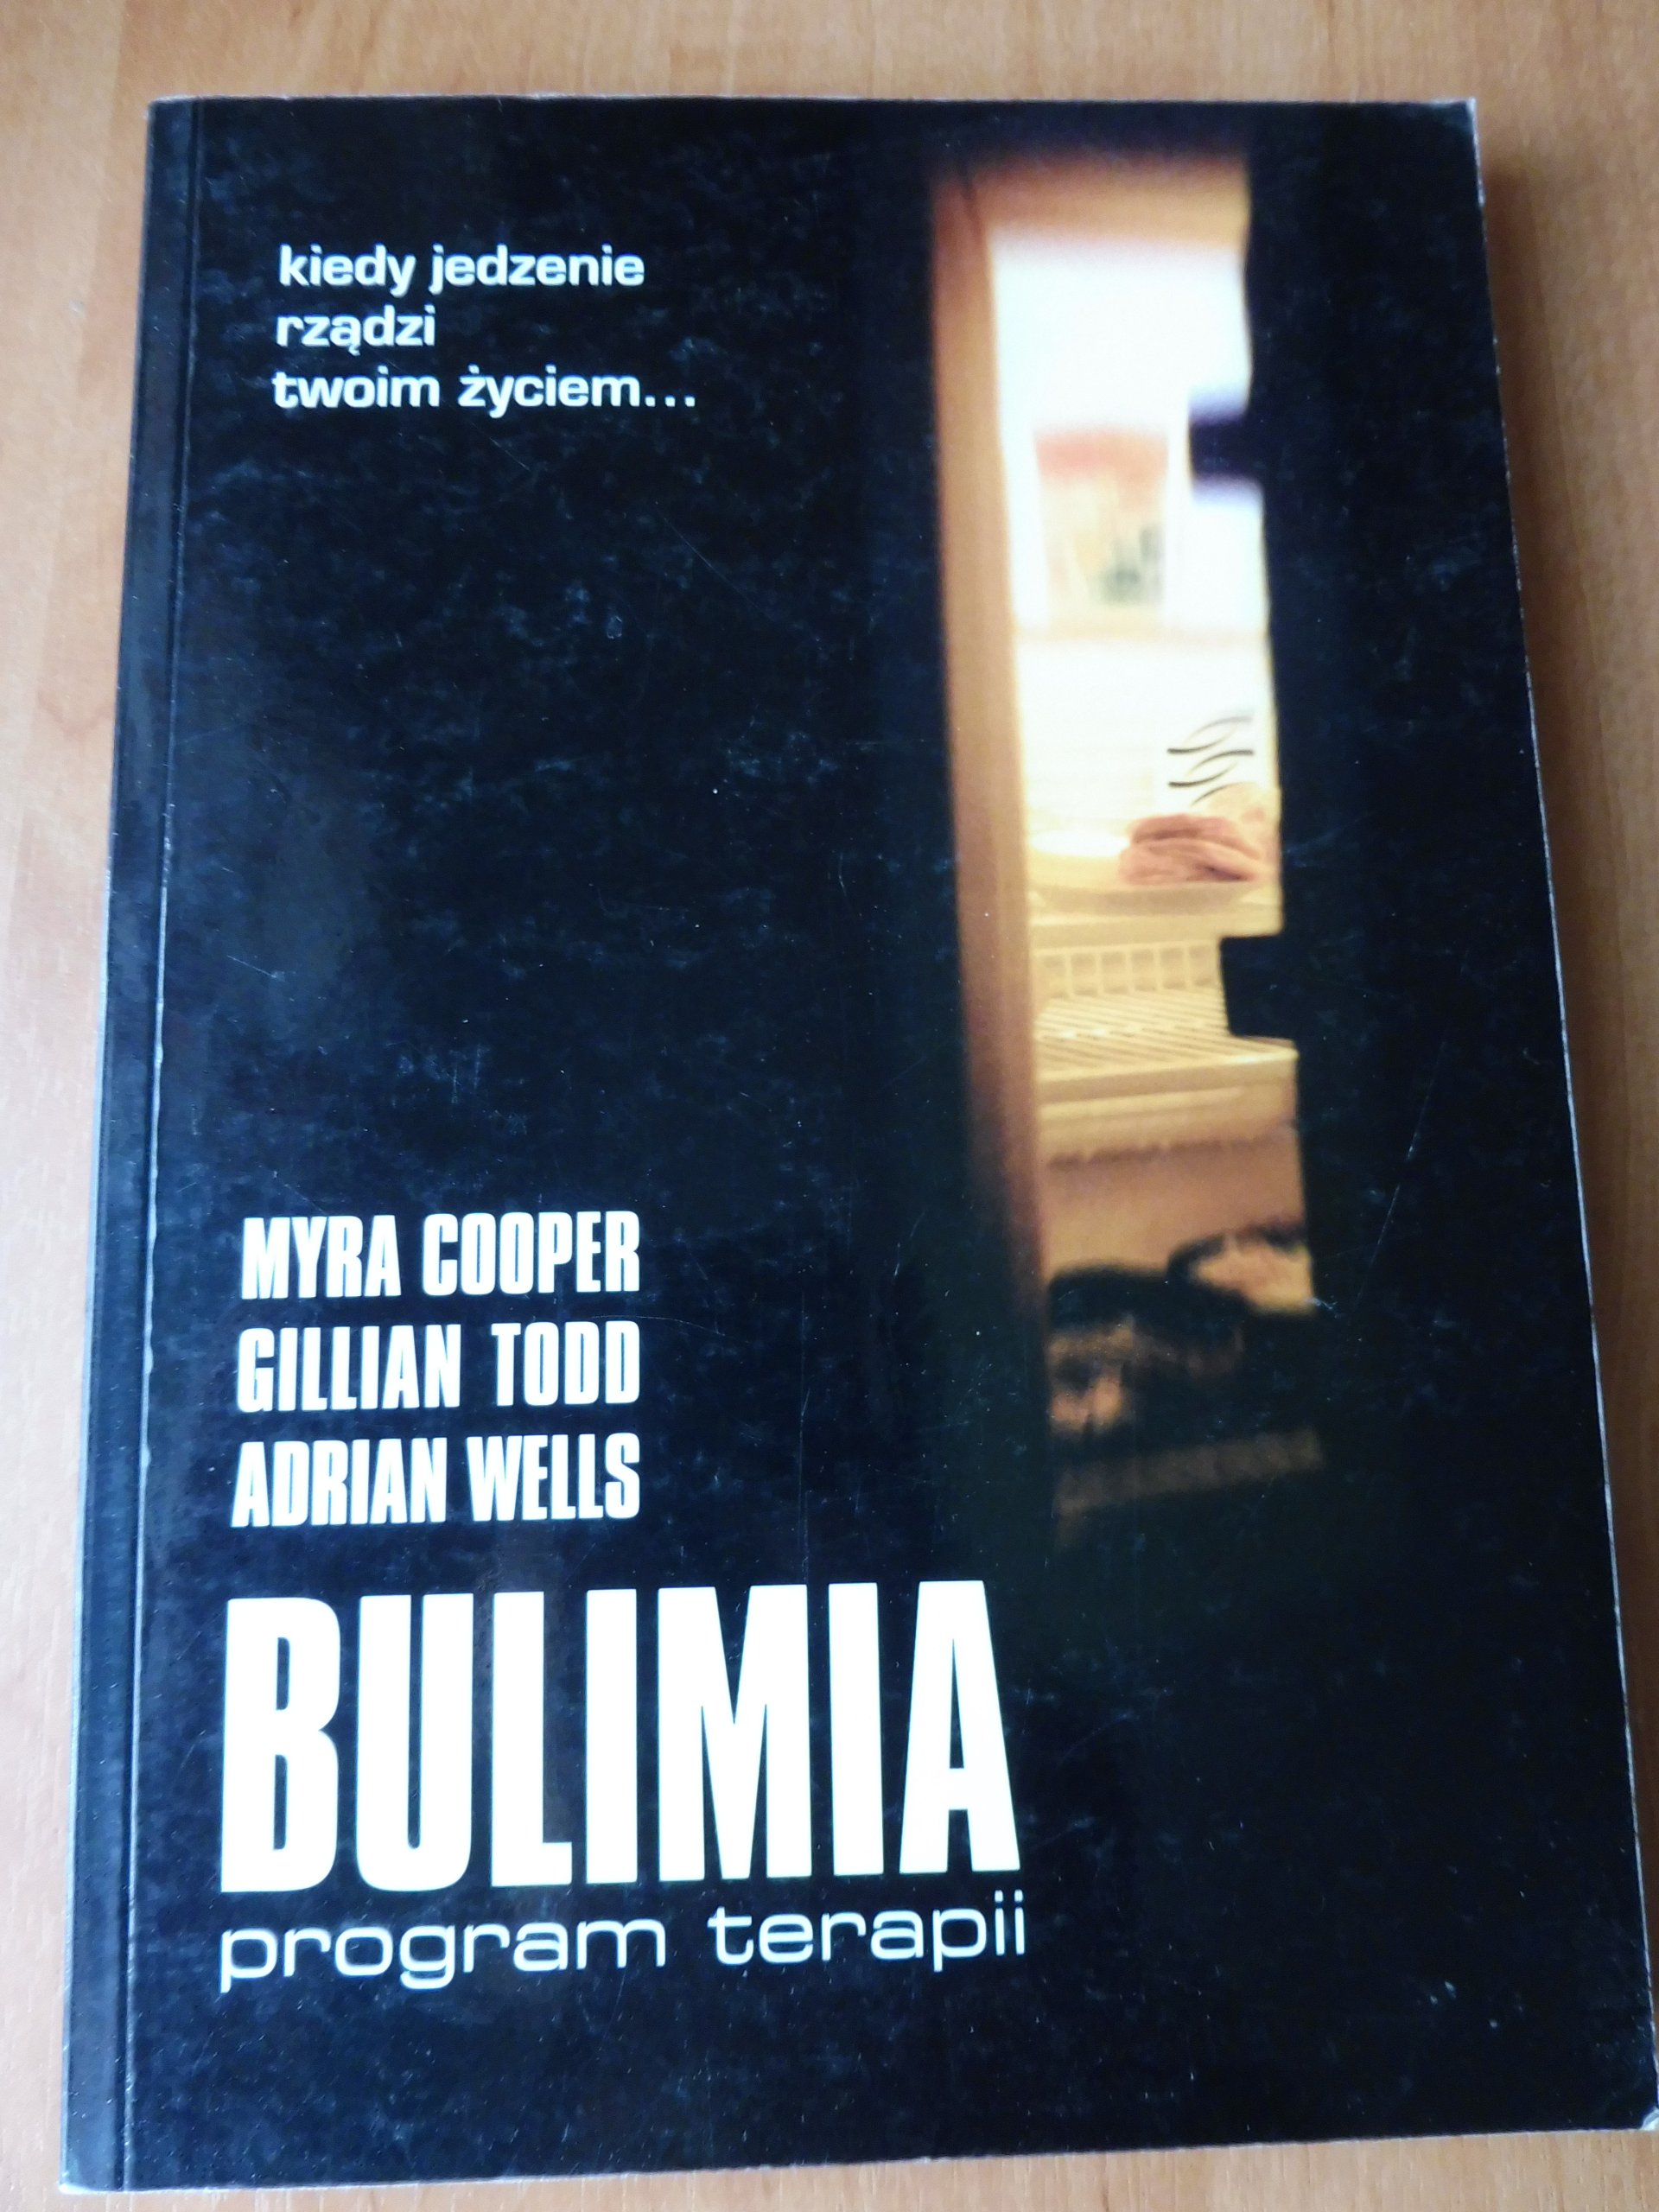 kiedy jedzenie
rządzi
twoim życiem...
MYRA COOPER
GILLIAN TODD
ADRIAN WELLS
BULIMIA
program terapii